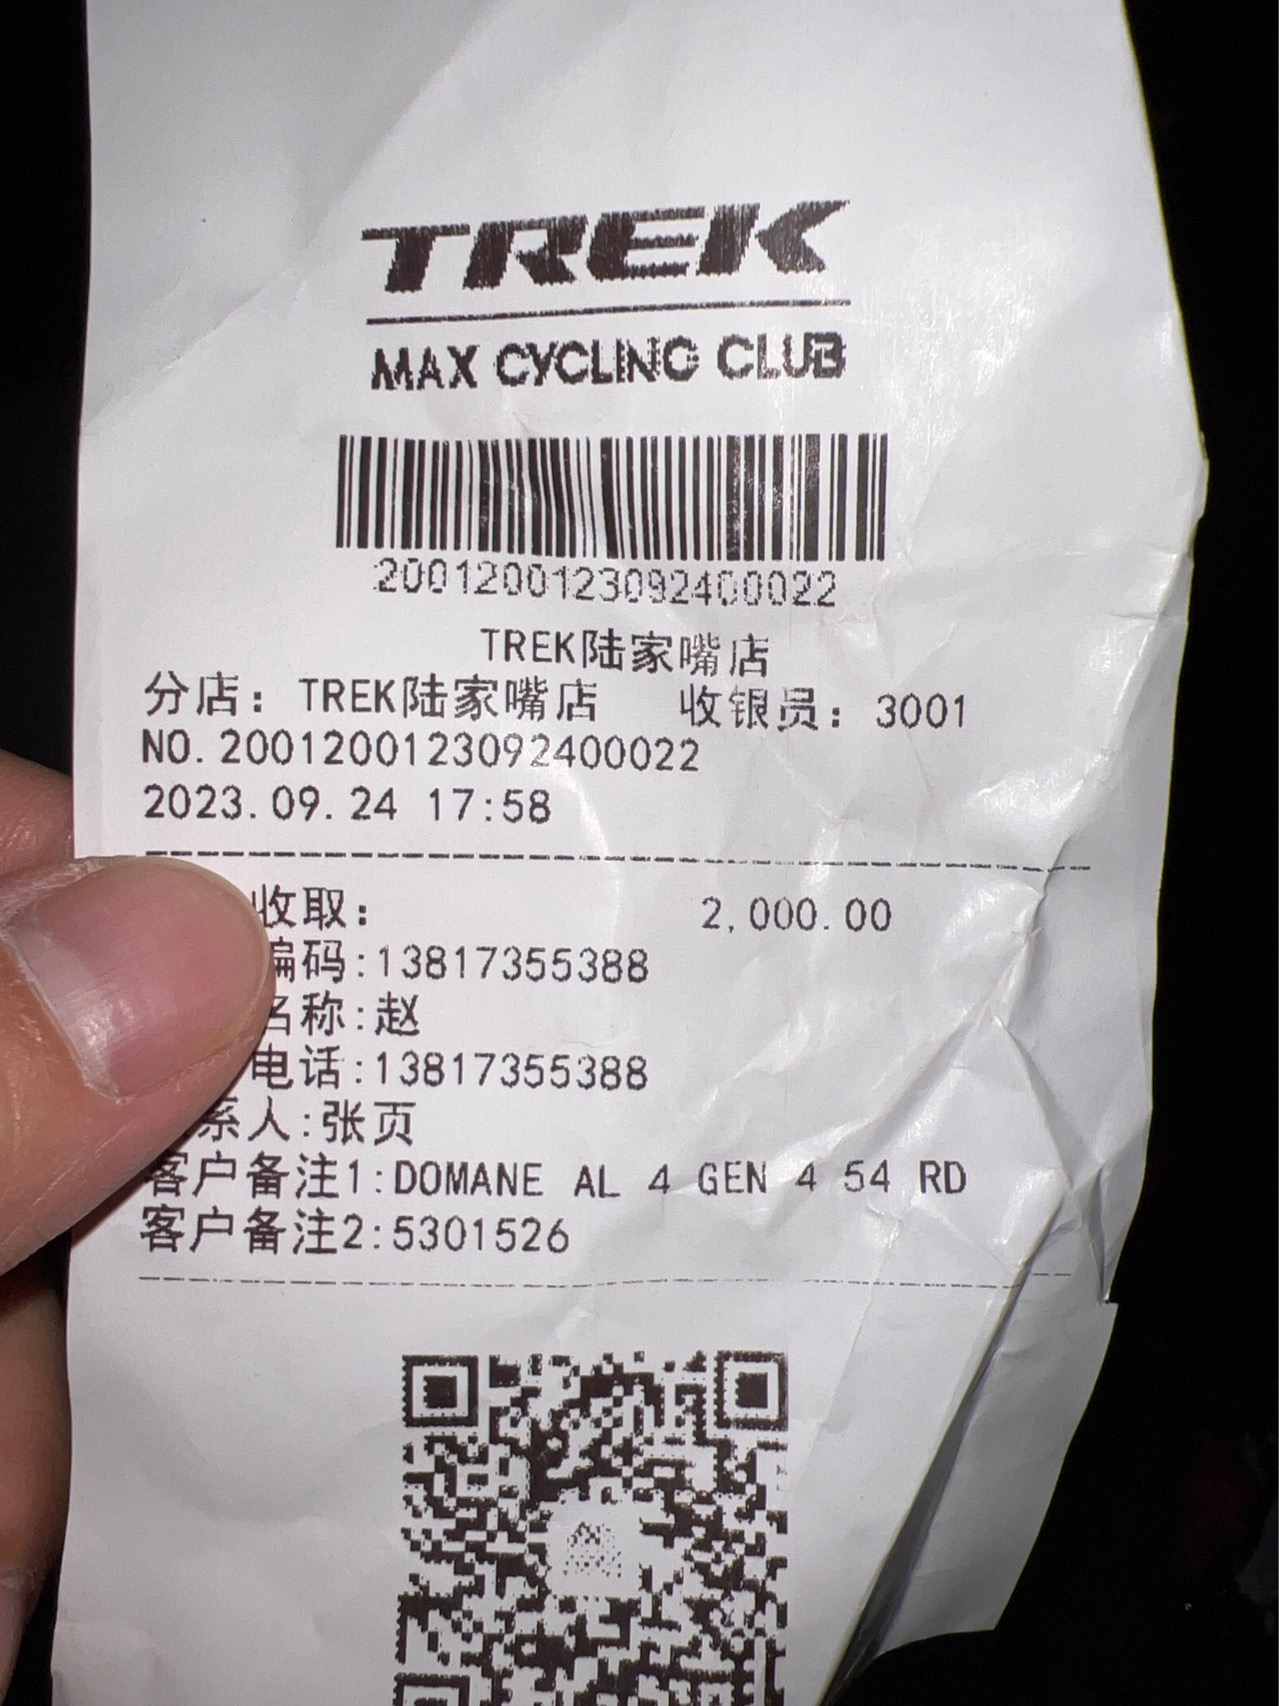 TREK
MAX CYCLING CLUB
2001200123092400022
TREK陆家嘴店
分店：TREK陆家嘴店 收银员：3001
NO.2001200123092400022
2023.09.24 17:58
收取： 2,000.00
编码:13817355388
名称:赵
电话:13817355388
系人:张页
客户备注1:DOMANE AL 4 GEN 4 54 RD
客户备注2:5301526